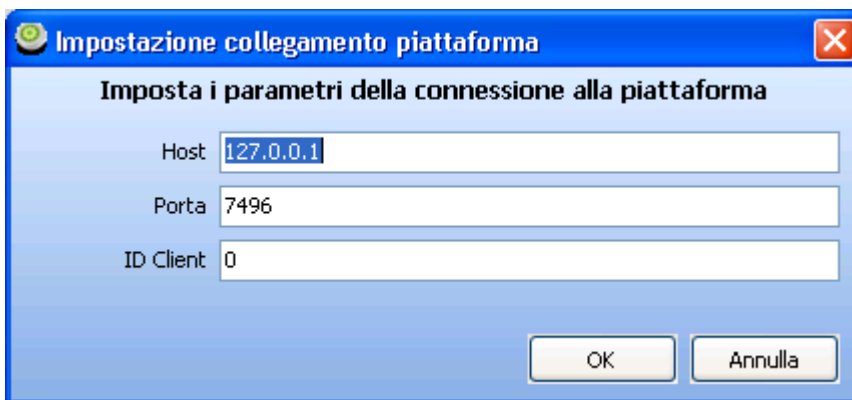 Impostazione collegamento piattaforma
Imposta i parametri della connessione alla piattaforma
Host 127.0.0.1
Porta 7496
ID Client 0
OK Annulla